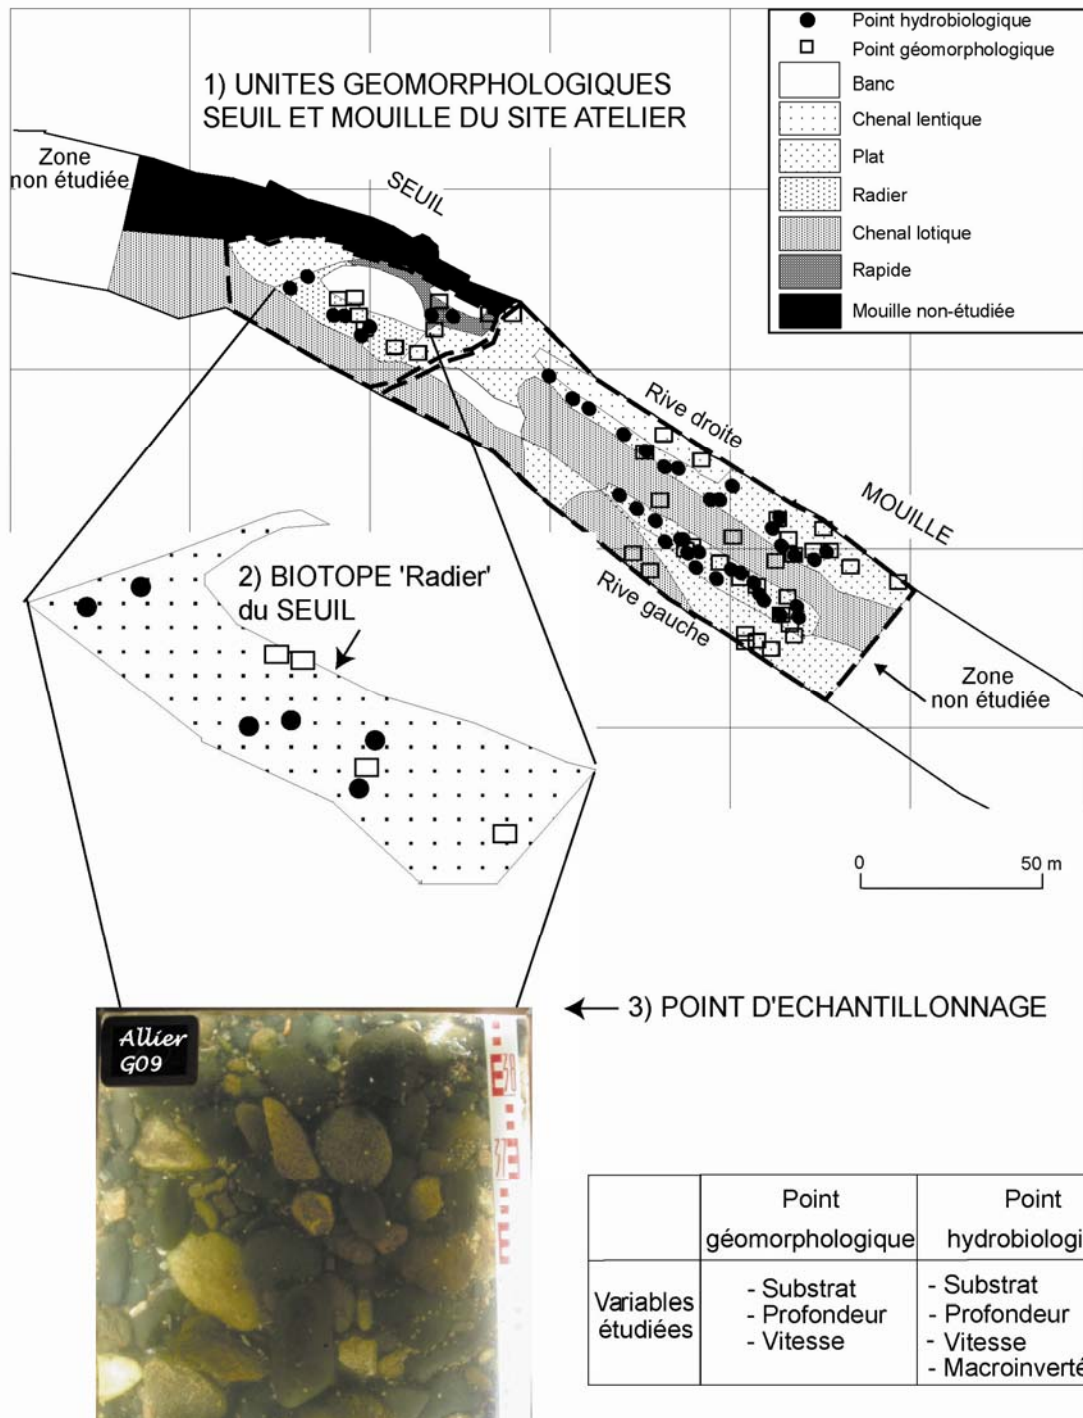 Point hydrobiologique
Point géomorphologique
Banc
Chenal lentique
Plat
Radier
Chenal lotique
Rapide
Mouille non-étudiée
1) UNITES GEOMORPHOLOGIQUES
SEUIL ET MOUILLE DU SITE ATELIER
Zone
non étudiée
SEUIL
Rive droite
MOUILLE
Rive gauche
Zone
non étudiée
2) BIOTOPE 'Radier'
du SEUIL
0 50 m
3) POINT D'ECHANTILLONNAGE
Allier
G09
38
37
Point
géomorphologique
Point
hydrobiologi
Variables
étudiées
- Substrat
- Profondeur
- Vitesse
- Substrat
- Profondeur
- Vitesse
- Macroinverté